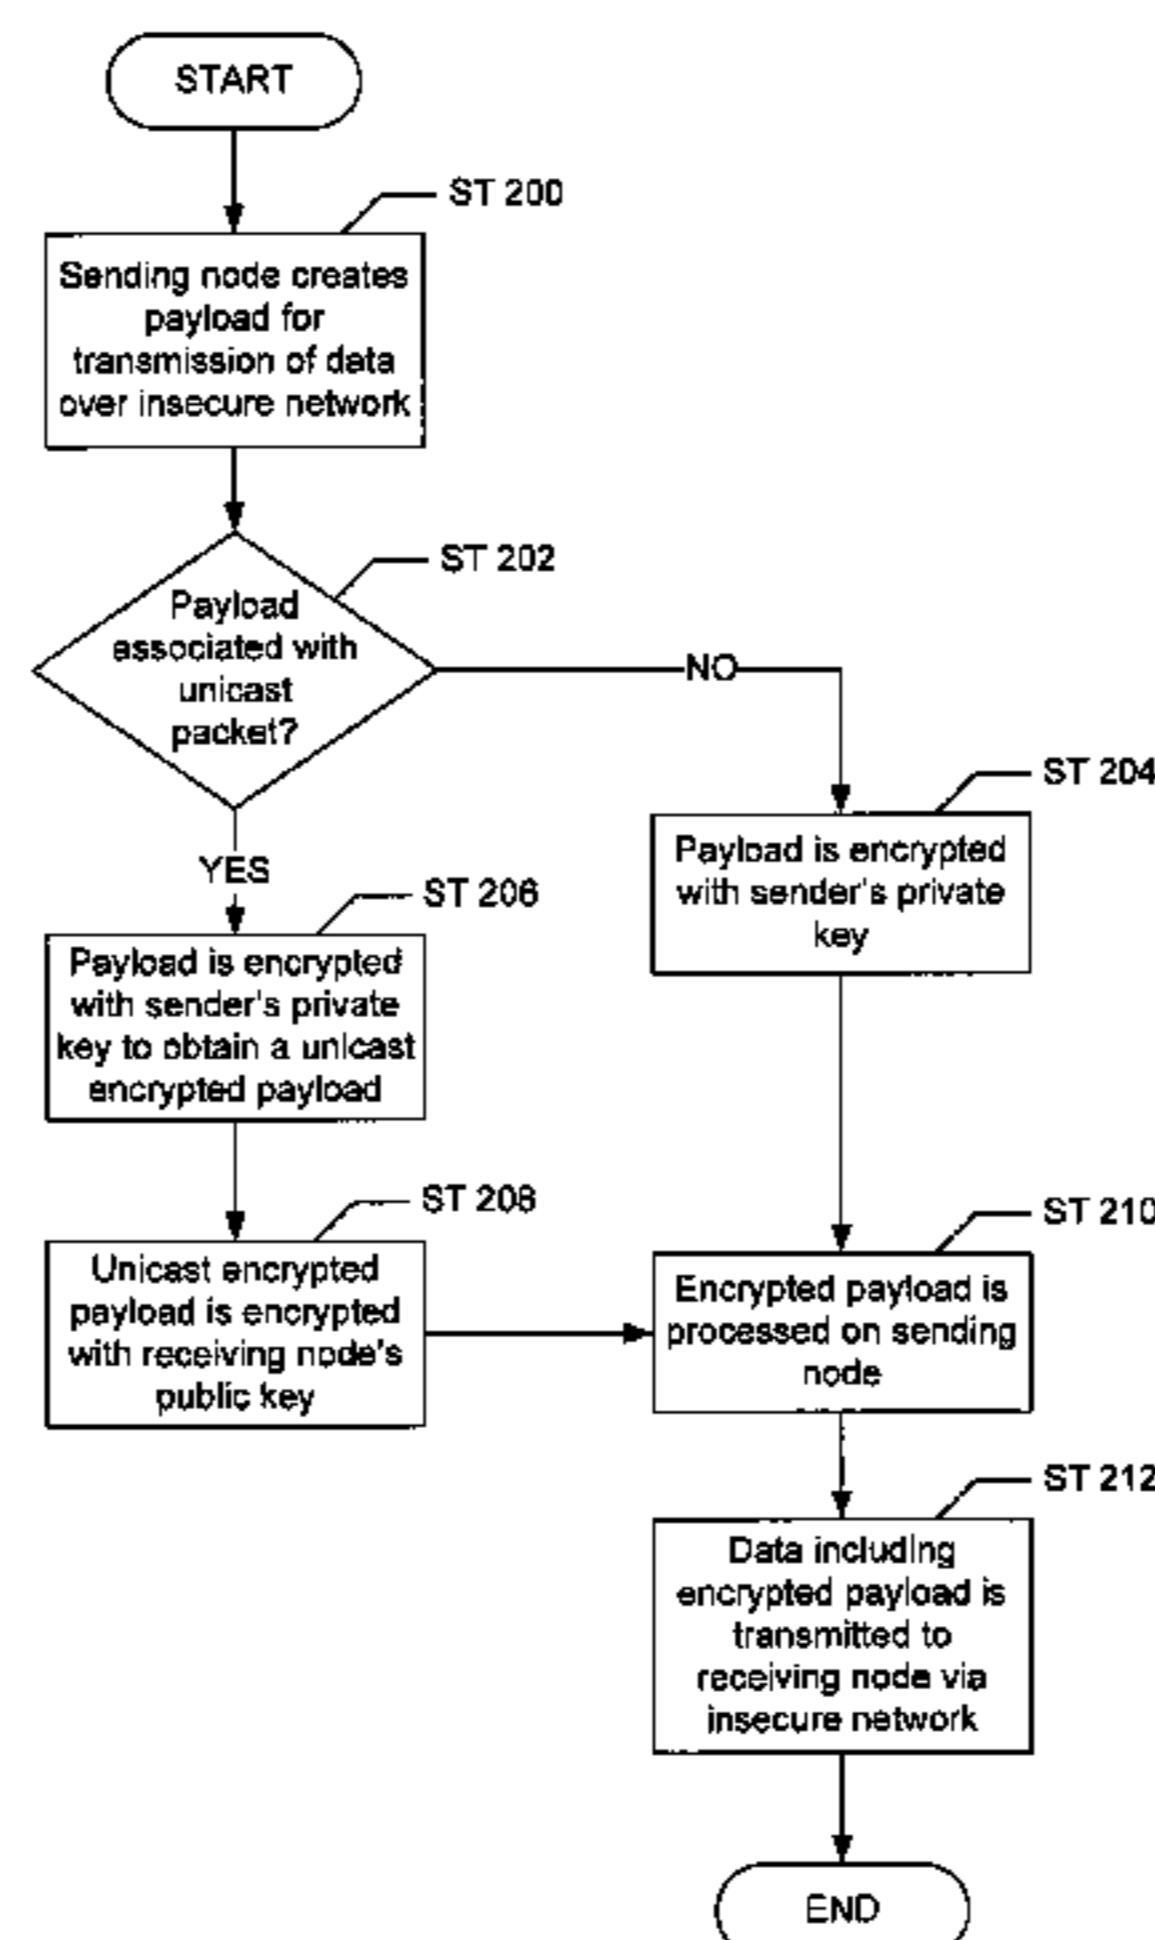 START
ST 200
Sending node creates
payload for
transmission of data
over insecure network
ST 202
Payload
associated with
unicast
packet?
NO
ST 204
Payload is encrypted
with sender's private
key
YES
ST 206
Payload is encrypted
with sender's private
key to obtain a unicast
encrypted payload
ST 208
Unicast encrypted
payload is encrypted
with receiving node's
public key
ST 210
Encrypted payload is
processed on sending
node
ST 212
Data including
encrypted payload is
transmitted to
receiving node via
insecure network
END